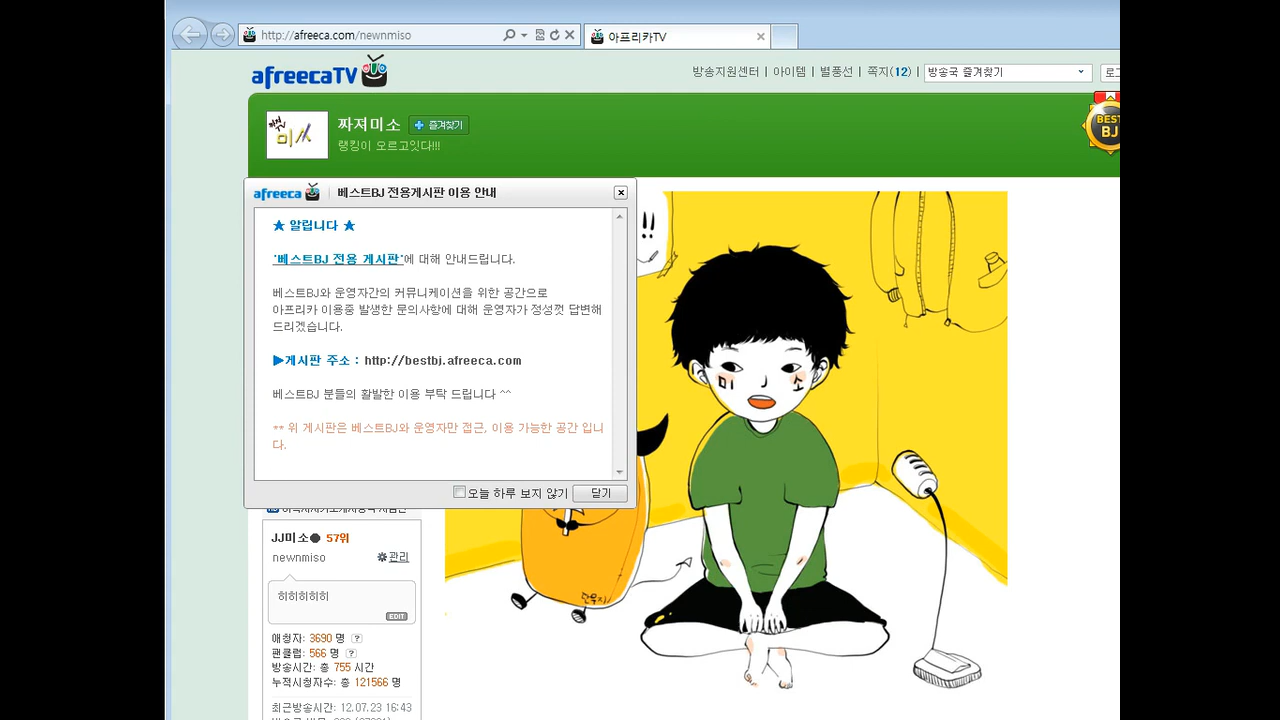 http://afreeca.com/newnmiso
아프리카TV
afreecaTV
방송지원센터 | 아이템 | 별풍선 | 쪽지(12) |
방송국 즐겨찾기
로그
미소
짜져미소
즐겨찾기
랭킹이 오르고잇다!!!
BEST
BJ
afreeca
베스트BJ 전용게시판 이용 안내
★ 알립니다 ★
'베스트BJ 전용 게시판'에 대해 안내드립니다.
베스트BJ와 운영자간의 커뮤니케이션을 위한 공간으로
아프리카 이용중 발생한 문의사항에 대해 운영자가 정성껏 답변해
드리겠습니다.
▶게시판 주소 : http://bestbj.afreeca.com
베스트BJ 분들의 활발한 이용 부탁 드립니다 ^^
** 위 게시판은 베스트BJ와 운영자만 접근, 이용 가능한 공간 입니
다.
오늘 하루 보지 않기
닫기
!!
미 소
단무지
JJ미소● 57위
newnmiso
관리
히히히히히
EDIT
애청자: 3690 명 ?
팬클럽: 566 명 ?
방송시간: 총 755 시간
누적시청자수: 총 121566 명
최근방송시간: 12.07.23 16:43